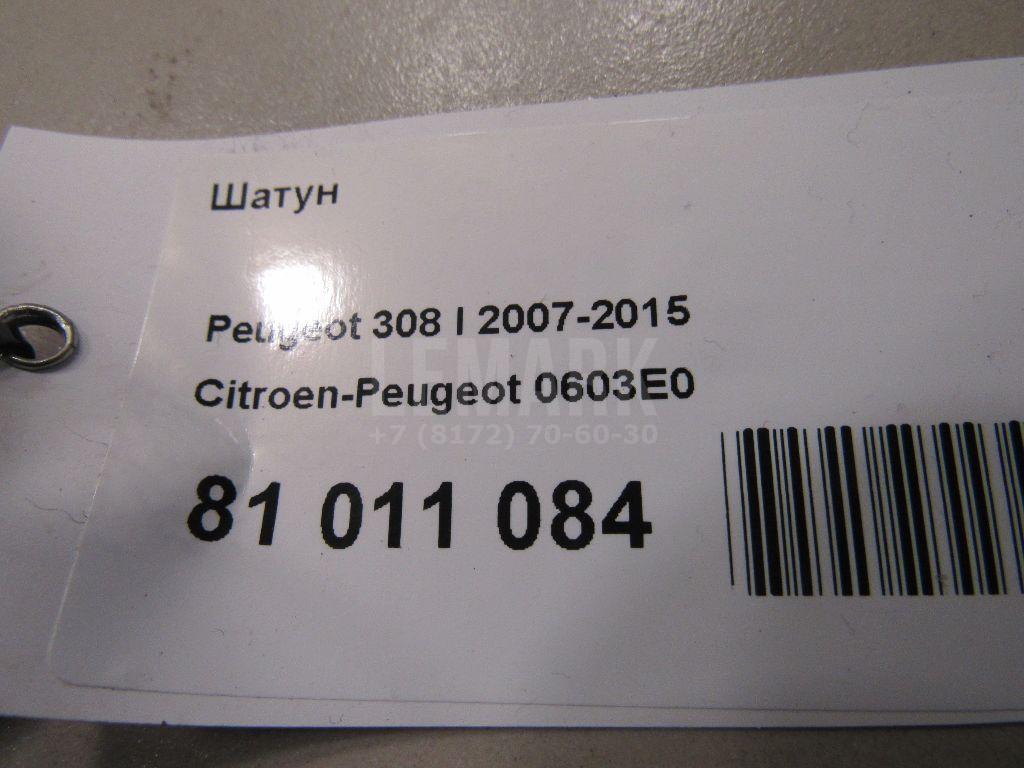 Шатун
Peugeot 308 I 2007-2015
Citroen-Peugeot 0603E0
LEMARK
+7 (8172) 70-60-30
81 011 084